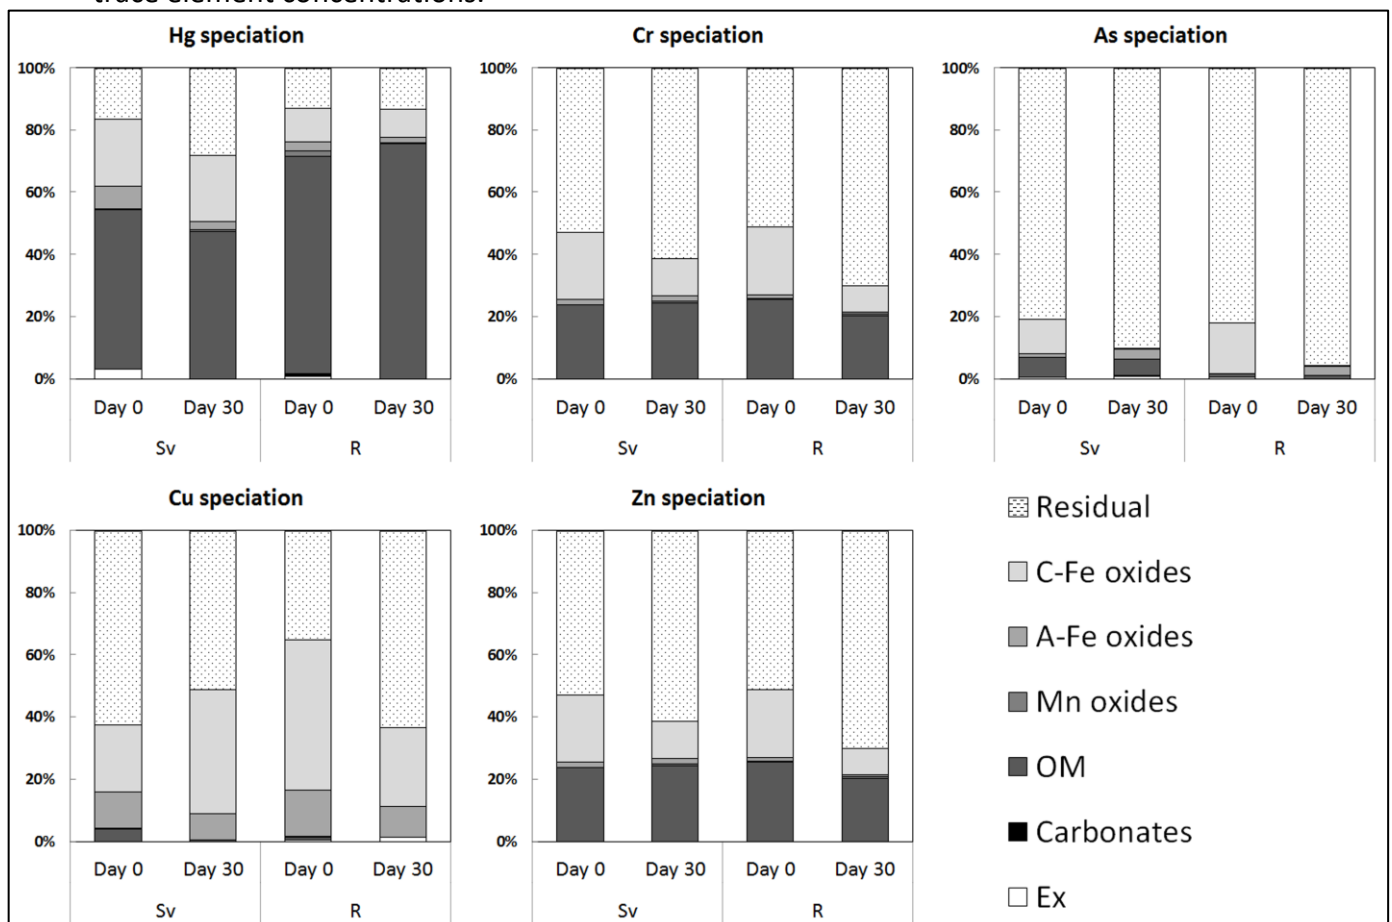 trace element concentrations.
Hg speciation
100%
80%
60%
40%
20%
0%
Day 0 Day 30 Day 0 Day 30
Sv R
Cr speciation
100%
80%
60%
40%
20%
0%
Day 0 Day 30 Day 0 Day 30
Sv R
As speciation
100%
80%
60%
40%
20%
0%
Day 0 Day 30 Day 0 Day 30
Sv R
Cu speciation
100%
80%
60%
40%
20%
0%
Day 0 Day 30 Day 0 Day 30
Sv R
Zn speciation
100%
80%
60%
40%
20%
0%
Day 0 Day 30 Day 0 Day 30
Sv R
Residual
C-Fe oxides
A-Fe oxides
Mn oxides
OM
Carbonates
Ex